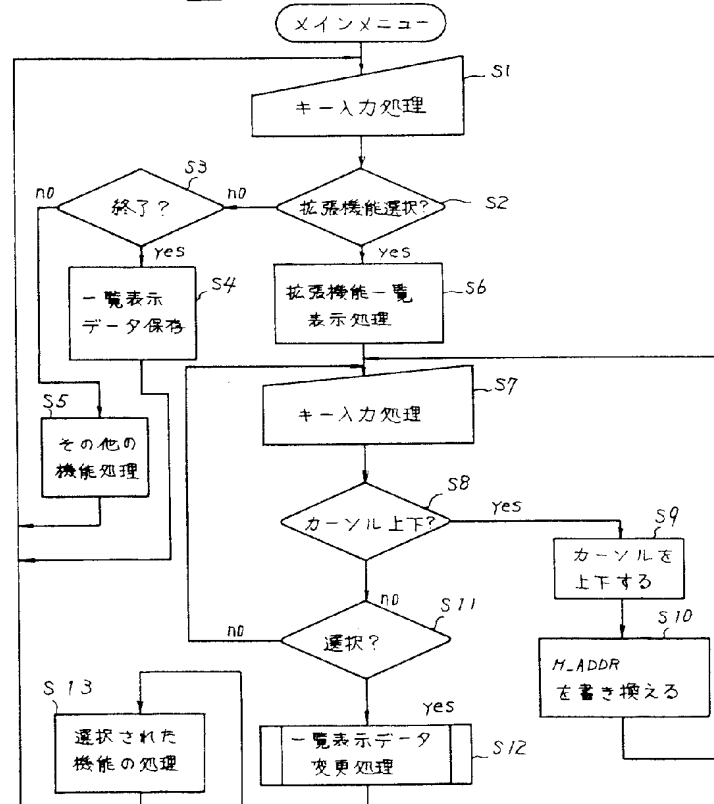 メインメニュー
S1
キー入力処理
S3
no
no
終了?
拡張機能選択?
S2
yes
yes
S4
S6
一覧表示
データ保存
拡張機能一覧
表示処理
S7
S5
キー入力処理
その他の
機能処理
S8
yes
S9
カーソル上下?
カーソルを
上下する
no
S11
no
S10
選択?
M_ADDR
を書き換える
S13
yes
選択された
機能の処理
一覧表示データ
変更処理
S12